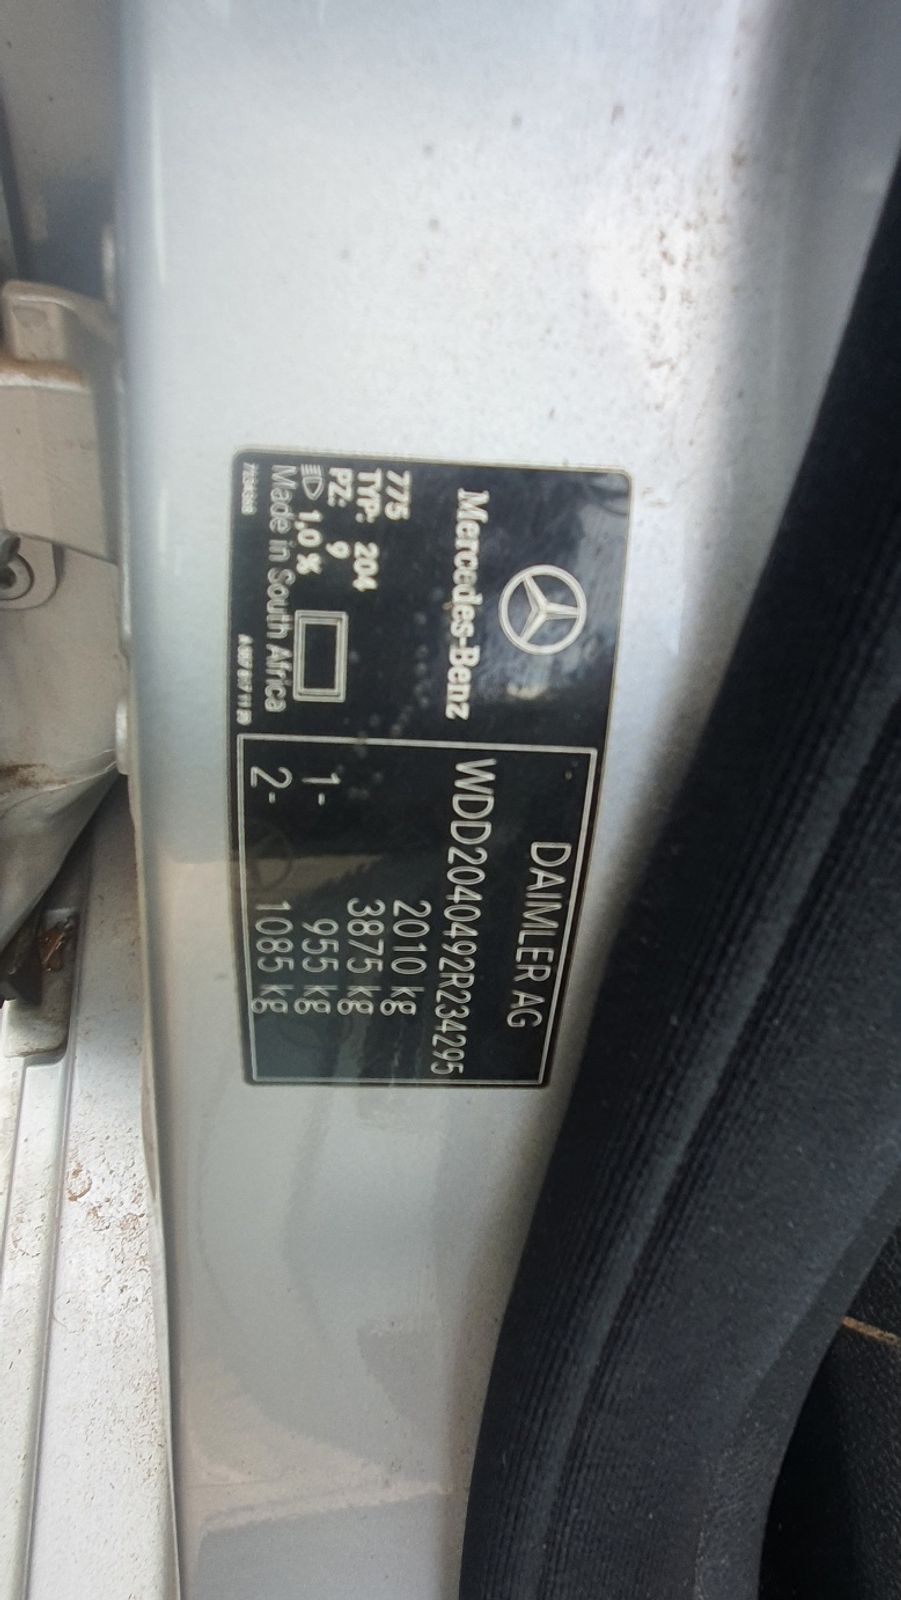 Mercedes-Benz
775
TYP: 204
PZ: 9
1,0 %
Made in South Africa
DAIMLER AG
WDD2040492R234295
2010 kg
3875 kg
1- 955 kg
2- 1085 kg